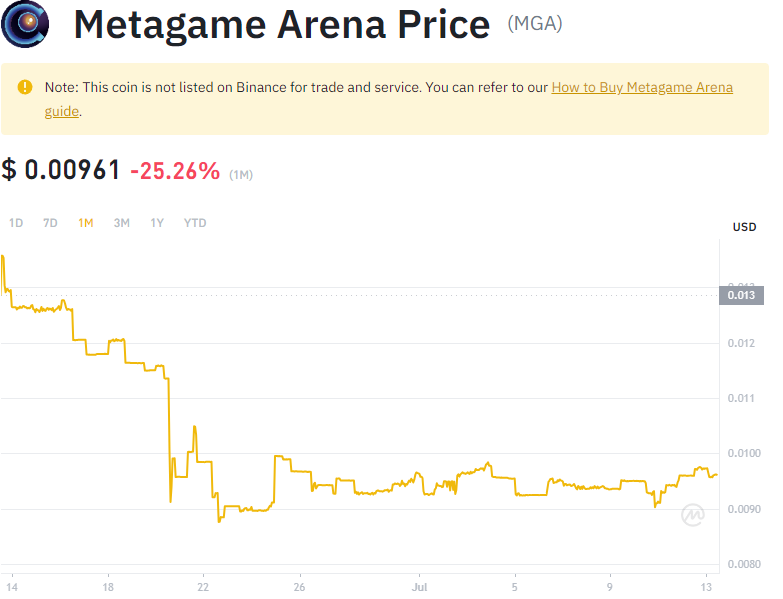 Metagame Arena Price (MGA)
Note: This coin is not listed on Binance for trade and service. You can refer to our How to Buy Metagame Arena
guide.
$ 0.00961 -25.26% (1M)
1D 7D 1M 3M 1Y YTD
USD
0.013
0.012
0.011
0.0100
0.0090
0.0080
14 18 22 26 Jul 5 9 13